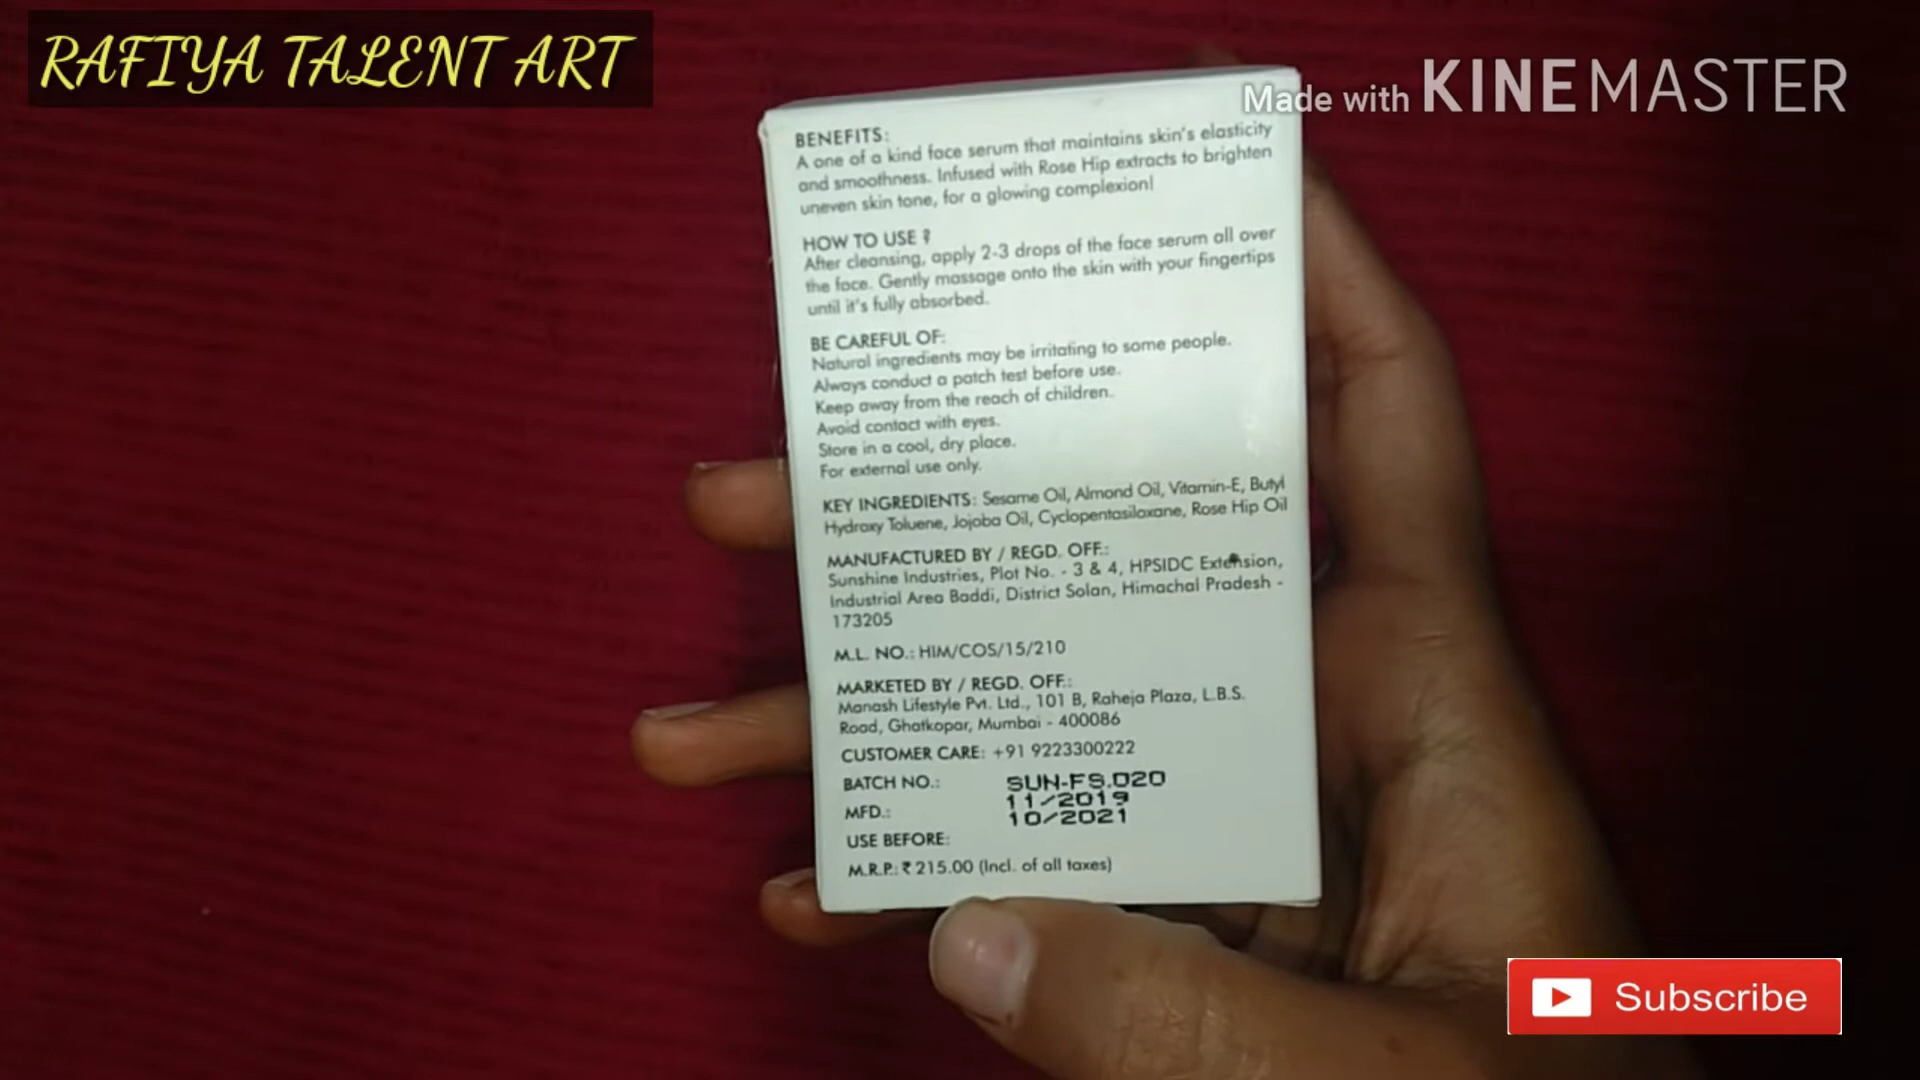 RAFIYA TALENT ART
Made with KINEMASTER
BENEFITS:
A one of a kind face serum that maintains skin's elasticity
and smoothness. Infused with Rose Hip extracts to brighten
uneven skin tone, for a glowing complexion!
HOW TO USE ?
After cleansing, apply 2-3 drops of the face serum all over
the face. Gently massage onto the skin with your fingertips
until it's fully absorbed.
BE CAREFUL OF:
Natural ingredients may be irritating to some people.
Always conduct a patch test before use.
Keep away from the reach of children.
Avoid contact with eyes.
Store in a cool, dry place.
For external use only.
KEY INGREDIENTS: Sesame Oil, Almond Oil, Vitamin-E, Butyl
Hydroxy Toluene, Jojoba Oil, Cyclopentasiloxane, Rose Hip Oil
MANUFACTURED BY / REGD. OFF.:
Sunshine Industries, Plot No. - 3 & 4, HPSIDC Extension,
Industrial Area Baddi, District Solan, Himachal Pradesh -
173205
M.L. NO.: HIM/COS/15/210
MARKETED BY / REGD. OFF.:
Manash Lifestyle Pvt. Ltd., 101 B, Raheja Plaza, L.B.S.
Road, Ghatkopar, Mumbai - 400086
CUSTOMER CARE: +91 9223300222
BATCH NO.: SUN-FS.020
MFD.: 11/2019
USE BEFORE: 10/2021
M.R.P.: ₹ 215.00 (Incl. of all taxes)
Subscribe